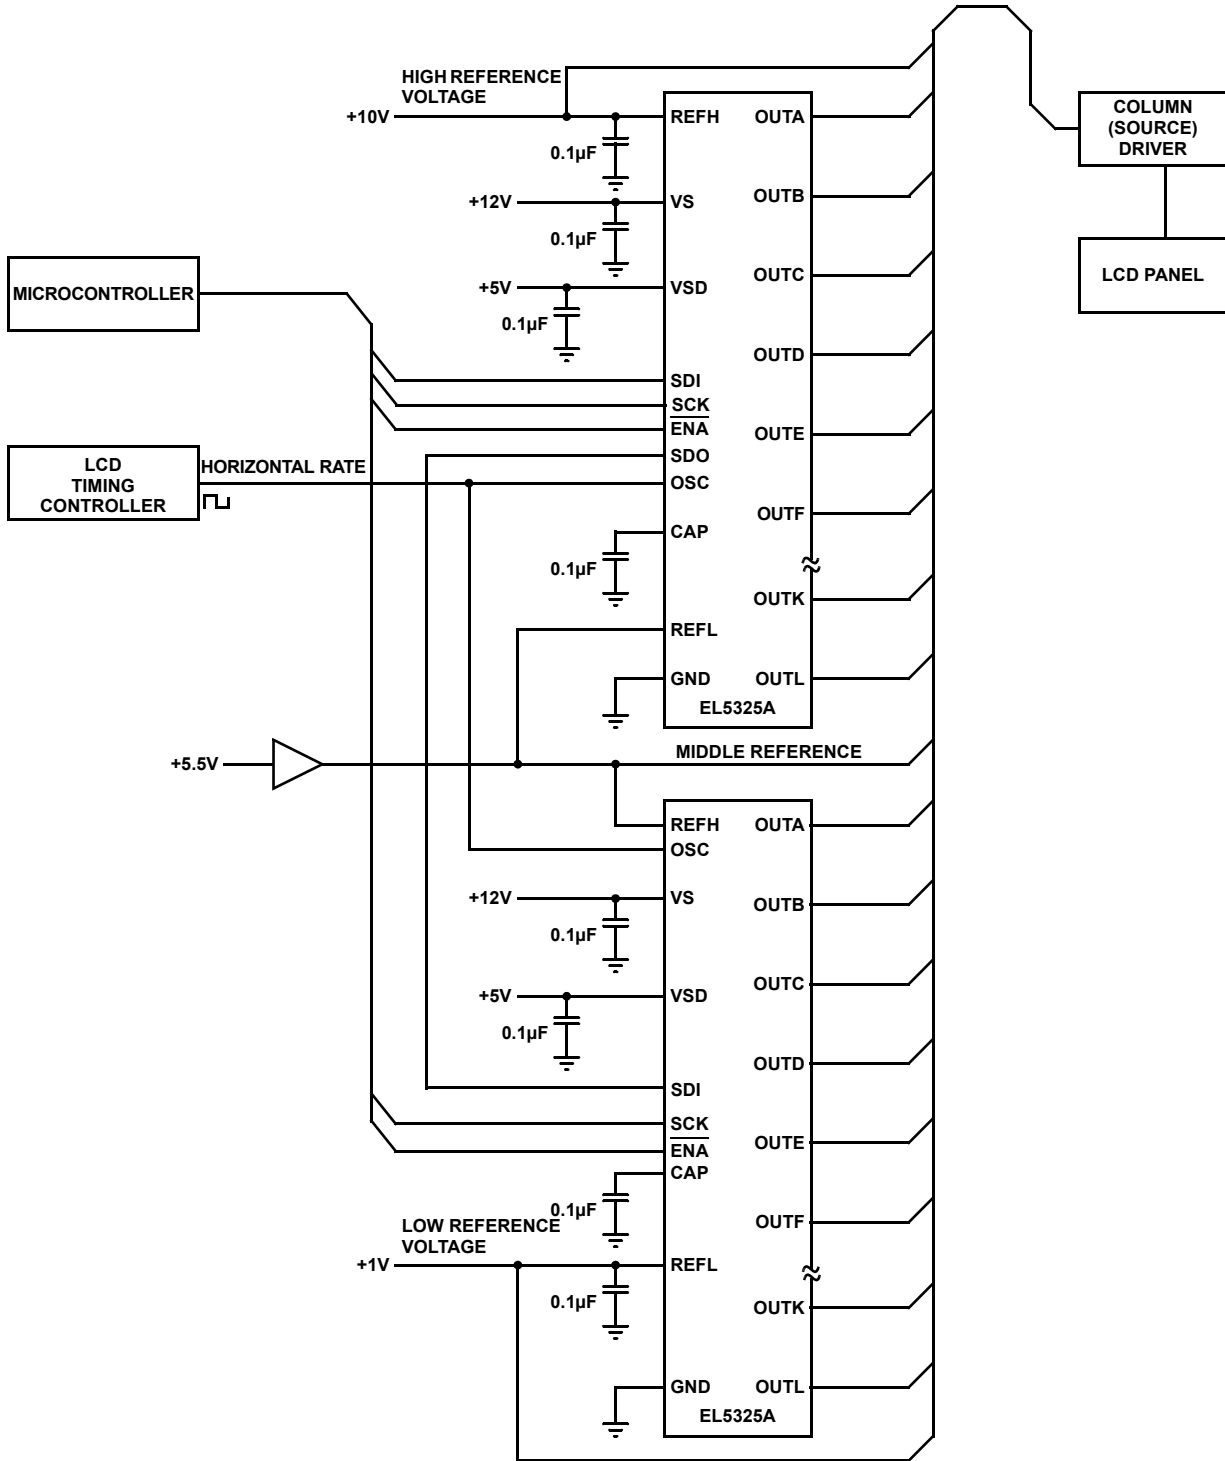 HIGH REFERENCE
VOLTAGE
+10V
REFH
OUTA
COLUMN
(SOURCE)
DRIVER
0.1µF
+12V
VS
OUTB
0.1µF
LCD PANEL
OUTC
MICROCONTROLLER
+5V
VSD
0.1µF
OUTD
SDI
SCK
ENA
OUTE
SDO
LCD
TIMING
CONTROLLER
HORIZONTAL RATE
OSC
OUTF
CAP
0.1µF
OUTK
REFL
GND
OUTL
EL5325A
MIDDLE REFERENCE
+5.5V
REFH
OUTA
OSC
+12V
VS
OUTB
0.1µF
OUTC
+5V
VSD
0.1µF
OUTD
SDI
SCK
OUTE
ENA
CAP
0.1µF
OUTF
LOW REFERENCE
VOLTAGE
+1V
REFL
0.1µF
OUTK
GND
OUTL
EL5325A